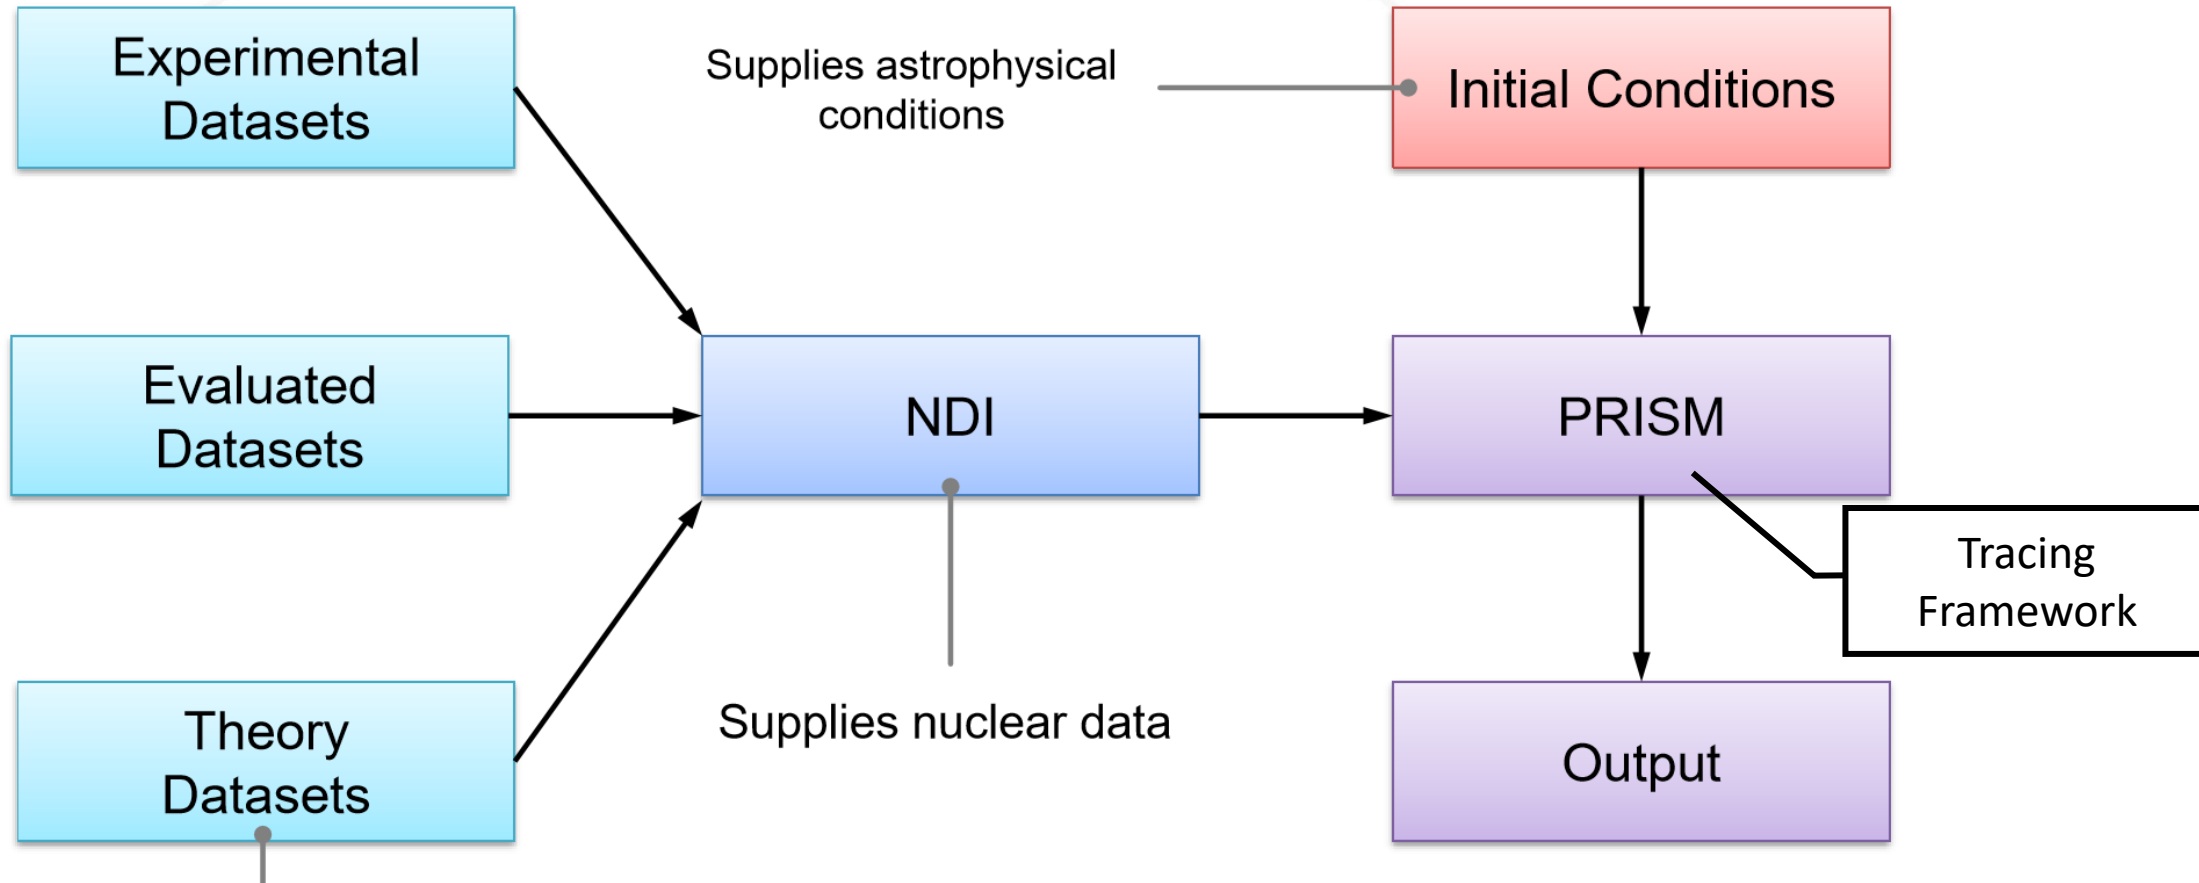 Experimental
Datasets
Supplies astrophysical
conditions
Initial Conditions
Evaluated
Datasets
NDI
PRISM
Tracing
Framework
Theory
Datasets
Supplies nuclear data
Output